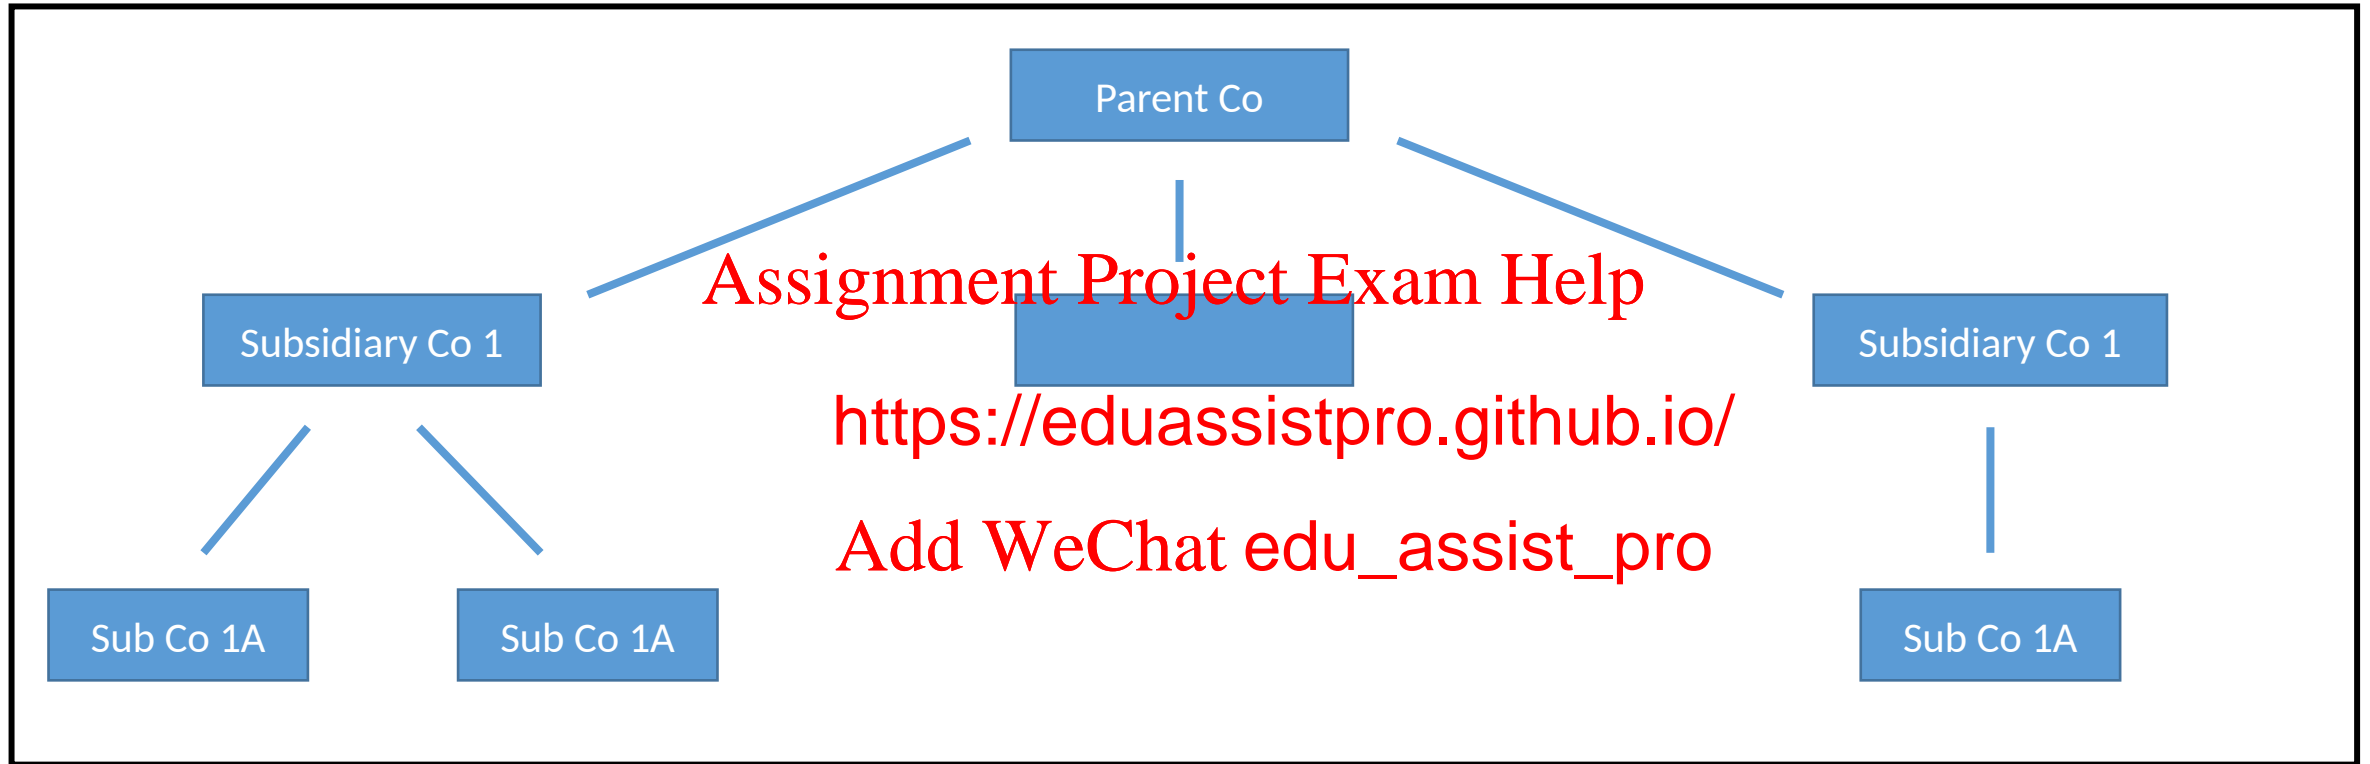 Parent Co
Assignment Project Exam Help
Subsidiary Co 1
Subsidiary Co 1
https://eduassistpro.github.io/
Add WeChat edu_assist_pro
Sub Co 1A
Sub Co 1A
Sub Co 1A